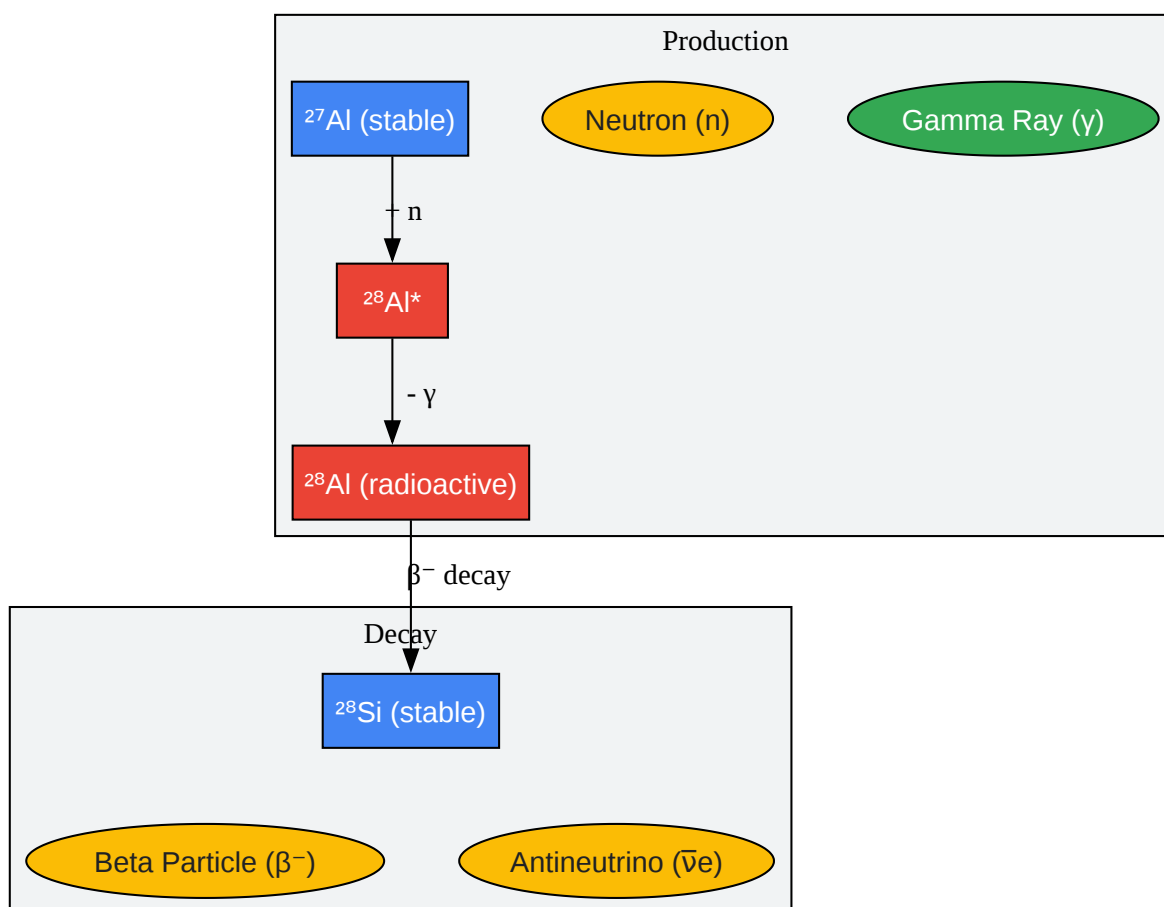 Production
²⁷Al (stable)
Neutron (n)
Gamma Ray (γ)
+ n
²⁸Al*
- γ
²⁸Al (radioactive)
β⁻ decay
Decay
²⁸Si (stable)
Beta Particle (β⁻)
Antineutrino (ν̅e)